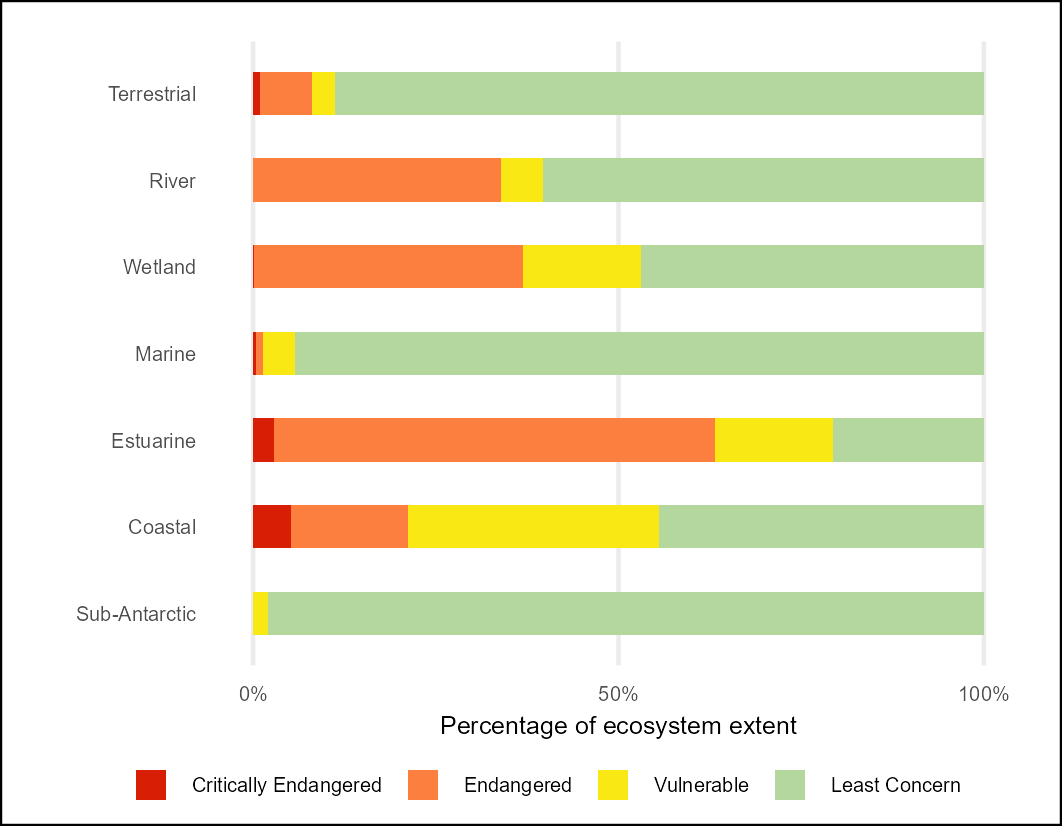 Terrestrial
River
Wetland
Marine
Estuarine
Coastal
Sub-Antarctic
0% 50% 100%
Percentage of ecosystem extent
Critically Endangered Endangered Vulnerable Least Concern